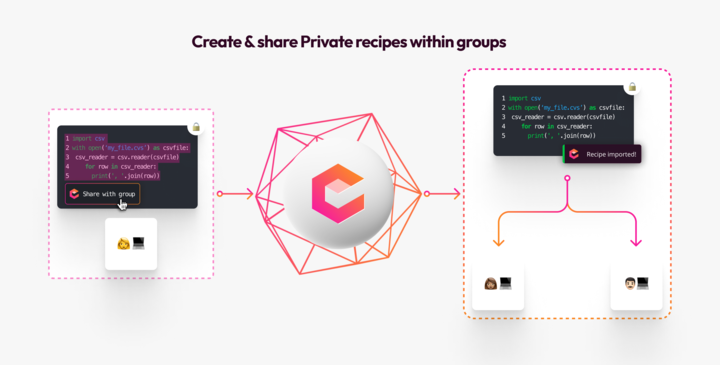 Create & share Private recipes within groups
1 import csv
2 with open('my_file.cvs') as csvfile:
3 csv_reader = csv.reader(csvfile)
4 for row in csv_reader:
5 print(', '.join(row))
Share with group
1 import csv
2 with open('my_file.cvs') as csvfile:
3 csv_reader = csv.reader(csvfile)
4 for row in csv_reader:
5 print(', '.join(row))
Recipe imported!